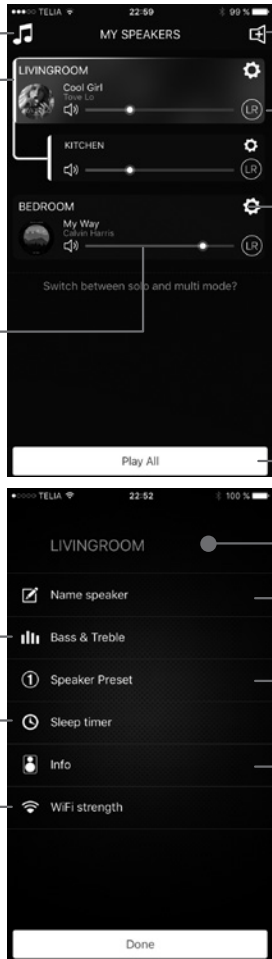 TELIA 22:59 99 %
MY SPEAKERS
LIVINGROOM
Cool Girl
Tove Lo
LR
KITCHEN
LR
BEDROOM
My Way
Calvin Harris
LR
Switch between solo and multi mode?
Play All
TELIA 22:52 100 %
LIVINGROOM
Name speaker
Bass & Treble
1 Speaker Preset
Sleep timer
Info
WiFi strength
Done